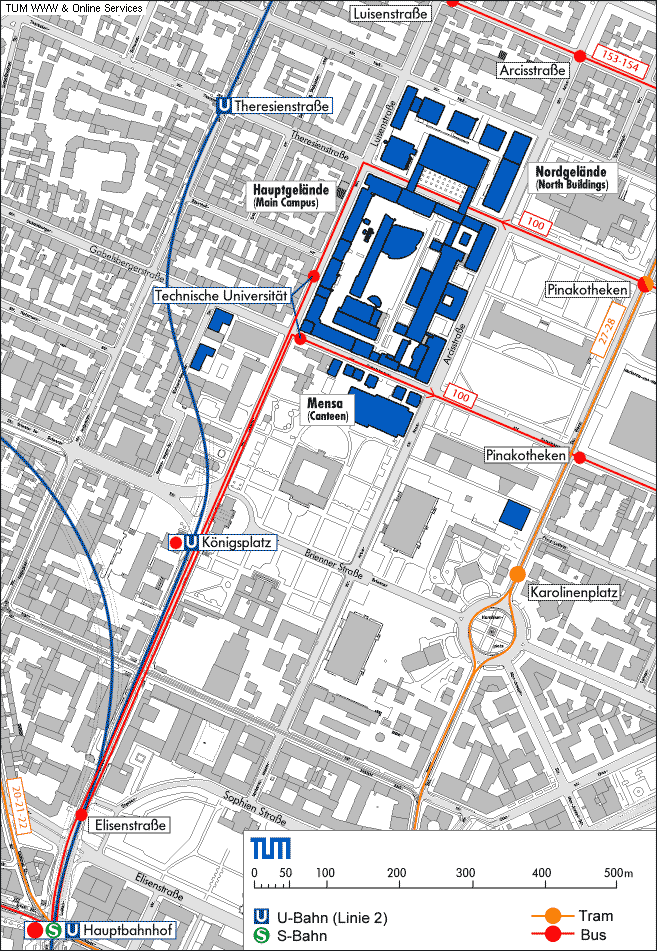 TUM WWW & Online Services
Luisenstraße
153-154
Arcisstraße
U Theresienstraße
Luisenstraße
Theresienstraße
Nordgelände
(North Buildings)
Hauptgelände
(Main Campus)
100
Gabelsbergerstraße
Pinakotheken
Technische Universität
27-28
Arcisstraße
100
Mensa
(Canteen)
Pinakotheken
U Königsplatz
Brienner Straße
Karolinenplatz
20-21-22
Sophien Straße
Elisenstraße
Elisenstraße
TUM
0 50 100 200 300 400 500m
U U-Bahn (Linie 2)
Tram
S S-Bahn
Bus
S U Hauptbahnhof